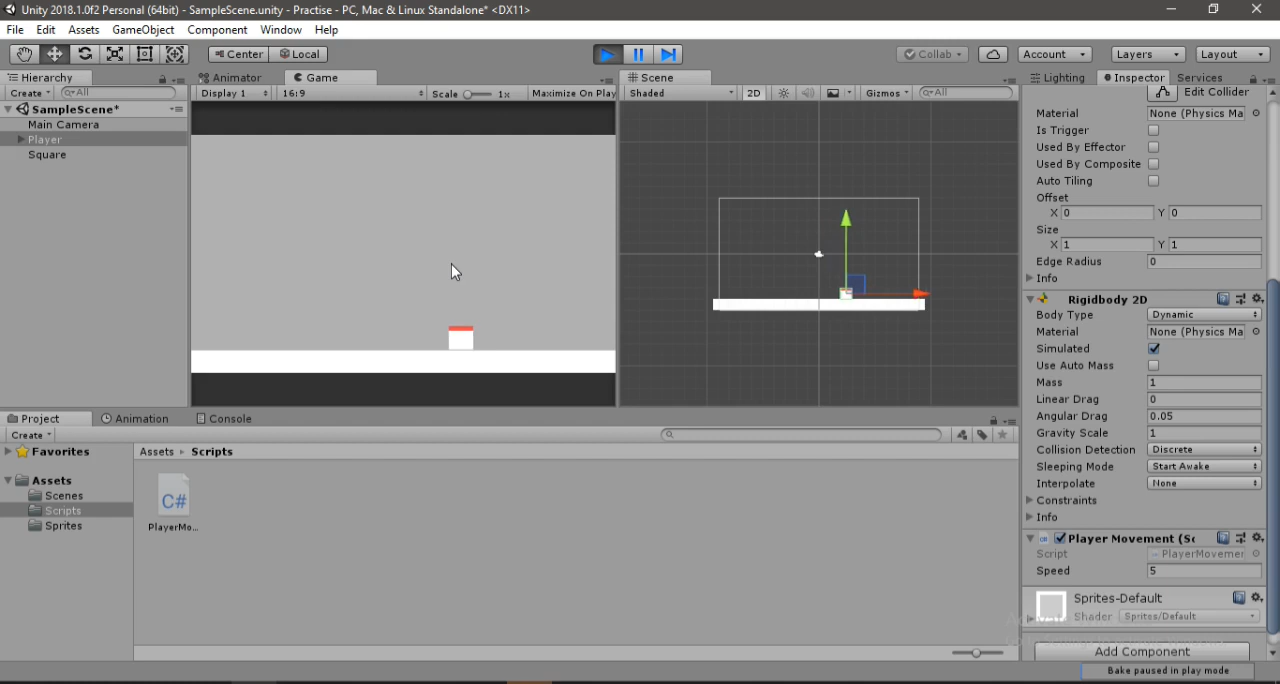 Unity 2018.1.0f2 Personal (64bit) - SampleScene.unity - Practise - PC, Mac & Linux Standalone* <DX11>
File Edit Assets GameObject Component Window Help
Center Local Collab Account Layers Layout
Hierarchy Animator Game Scene Lighting Inspector Services
Create All Display 1 16:9 Scale 1x Maximize On Play Shaded 2D Gizmos All Edit Collider
SampleScene*
Main Camera
Player
Square
Material None (Physics Ma
Is Trigger
Used By Effector
Used By Composite
Auto Tiling
Offset
X 0 Y 0
Size
X 1 Y 1
Edge Radius 0
Info
Rigidbody 2D
Body Type Dynamic
Material None (Physics Ma
Simulated
Use Auto Mass
Mass 1
Linear Drag 0
Angular Drag 0.05
Gravity Scale 1
Collision Detection Discrete
Sleeping Mode Start Awake
Interpolate None
Constraints
Info
Player Movement (Sc
Script PlayerMovemer
Speed 5
Sprites-Default
Shader Sprites/Default
Add Component
Bake paused in play mode
Project Animation Console
Create
Favorites
Assets
Scenes
Scripts
Sprites
Assets Scripts
C#
PlayerMo...